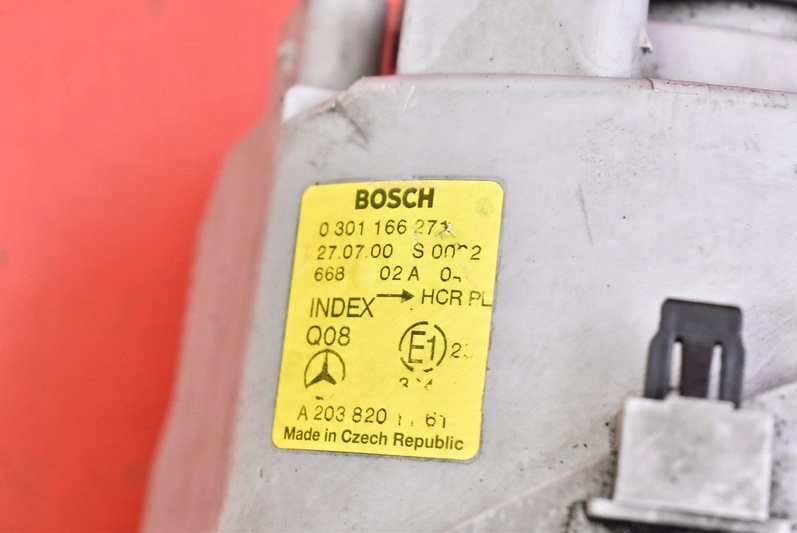 BOSCH
0 301 166 271
27.07.00 S
668 02 A
INDEX → HCR PL
Q08
E1
A 203 820
Made in Czech Republic